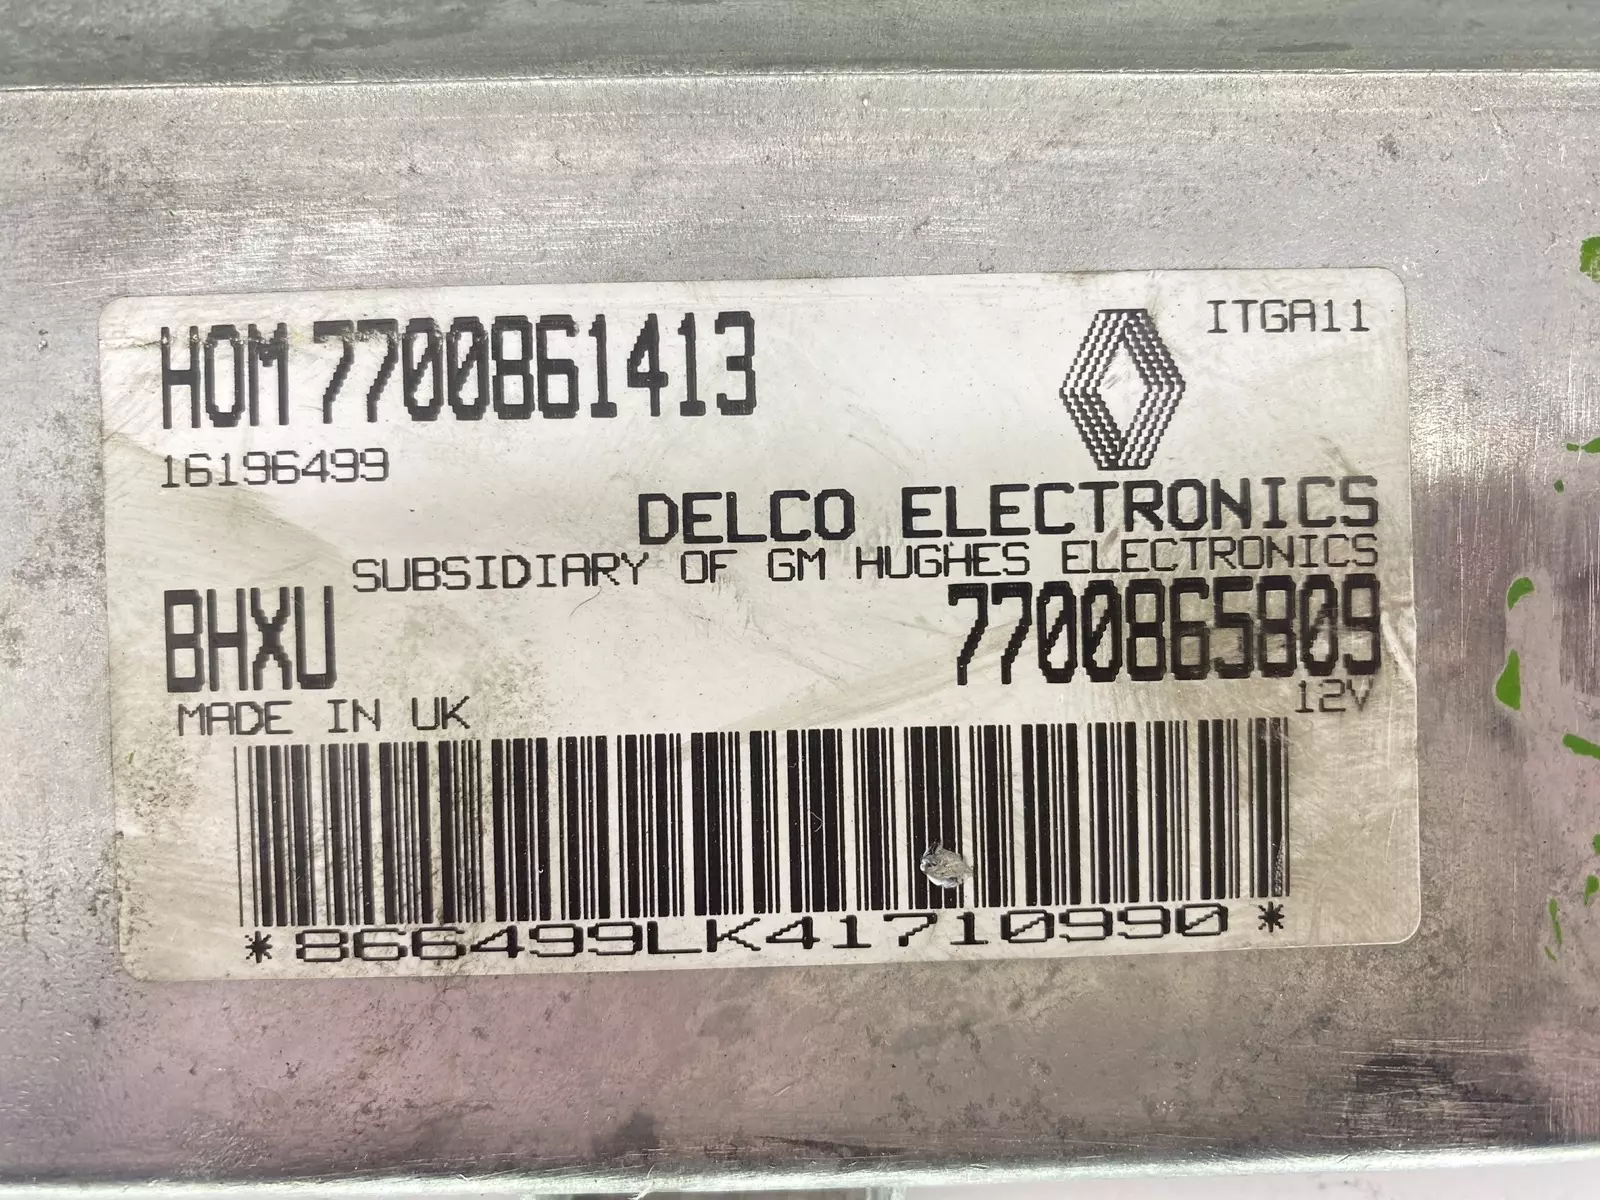 HOM 7700861413
ITGA11
16196499
DELCO ELECTRONICS
SUBSIDIARY OF GM HUGHES ELECTRONICS
BHXU
7700865809
MADE IN UK
12V
*866499LK41710990*